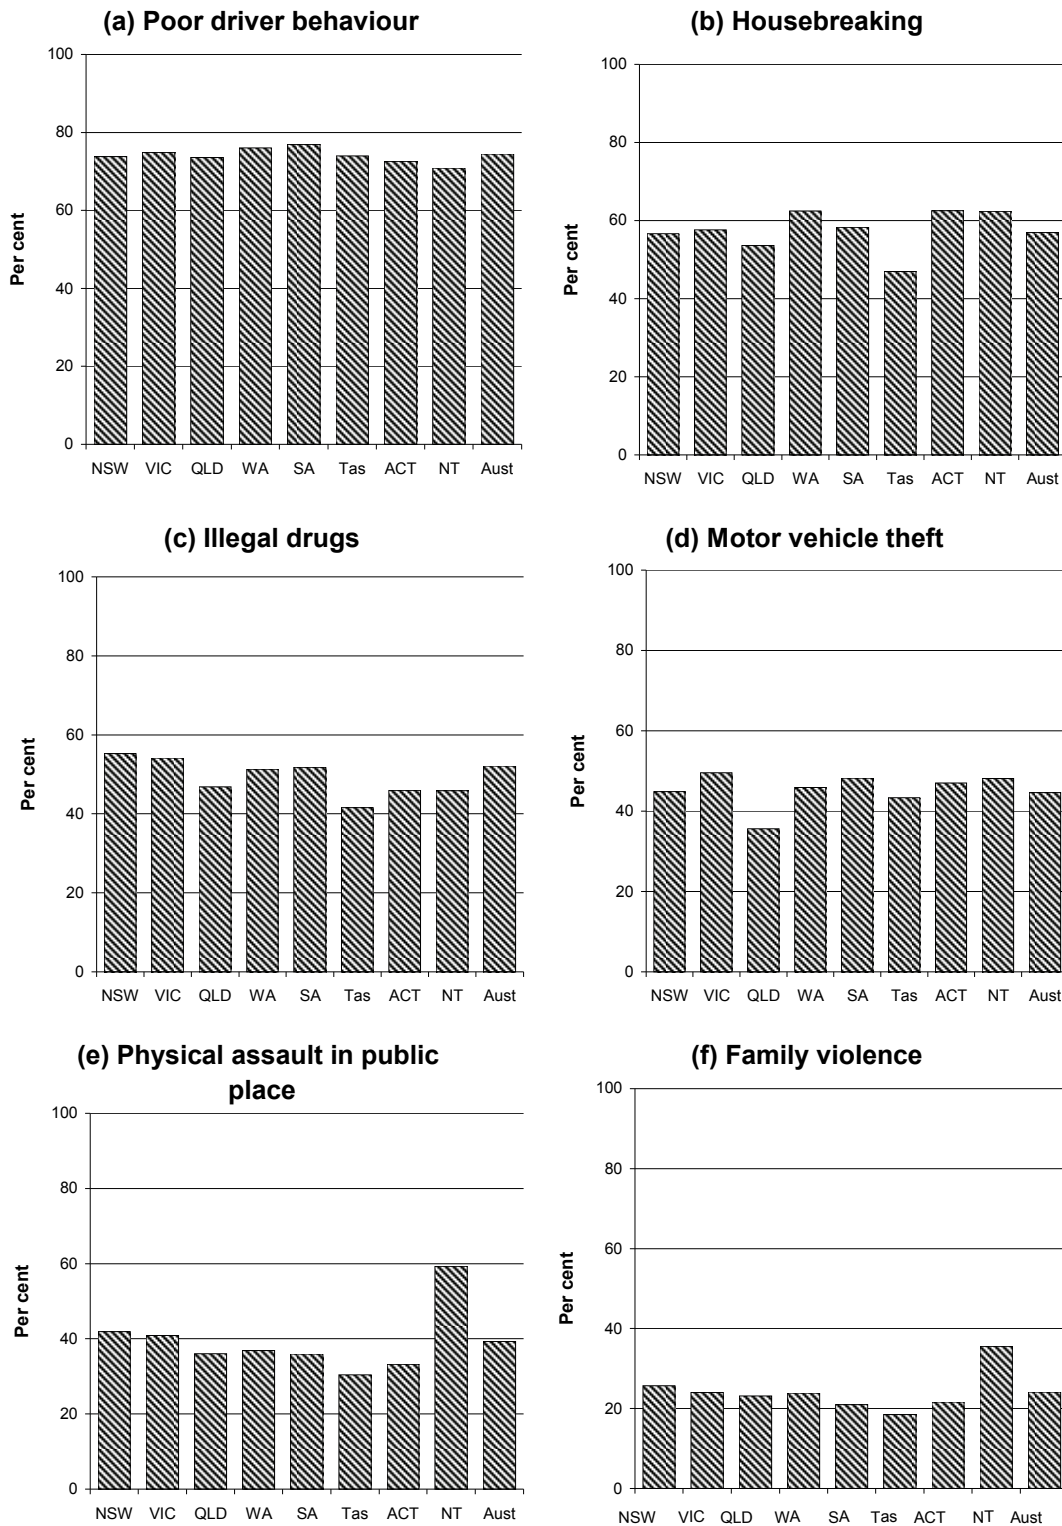 (a) Poor driver behaviour
100
80
60
40
20
0
Per cent
NSW VIC QLD WA SA Tas ACT NT Aust
(b) Housebreaking
100
80
60
40
20
0
Per cent
NSW VIC QLD WA SA Tas ACT NT Aust
(c) Illegal drugs
100
80
60
40
20
0
Per cent
NSW VIC QLD WA SA Tas ACT NT Aust
(d) Motor vehicle theft
100
80
60
40
20
0
Per cent
NSW VIC QLD WA SA Tas ACT NT Aust
(e) Physical assault in public
place
100
80
60
40
20
0
Per cent
NSW VIC QLD WA SA Tas ACT NT Aust
(f) Family violence
100
80
60
40
20
0
Per cent
NSW VIC QLD WA SA Tas ACT NT Aust